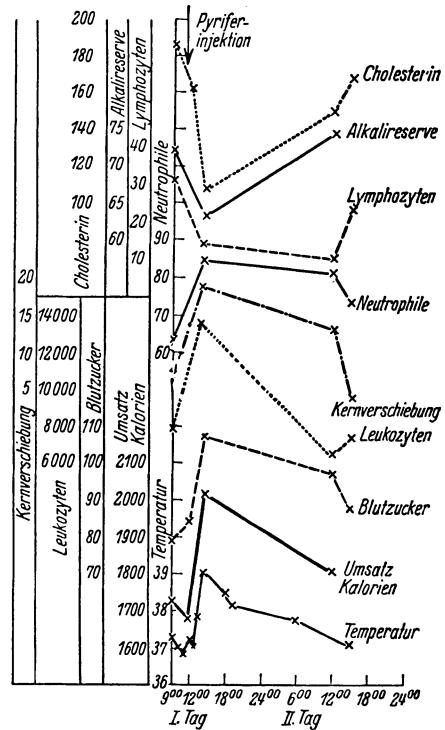 Pyrifer-
injektion
Cholesterin
Alkalireserve
Lymphozyten
Neutrophile
Kernverschiebung
Leukozyten
Blutzucker
Umsatz
Kalorien
Temperatur
Kernverschiebung
20
15
10
5
Leukozyten
14000
12000
10000
8000
6000
Cholesterin
200
180
160
140
120
100
Blutzucker
110
100
90
80
70
Alkalireserve
75
70
65
60
Lymphozyten
40
30
20
10
Umsatz
Kalorien
2100
2000
1900
1800
1700
1600
Neutrophile
90
80
70
60
Temperatur
39
38
37
36
9⁰⁰ 12⁰⁰ 18⁰⁰ 24⁰⁰ 6⁰⁰ 12⁰⁰ 18⁰⁰ 24⁰⁰
I. Tag II. Tag